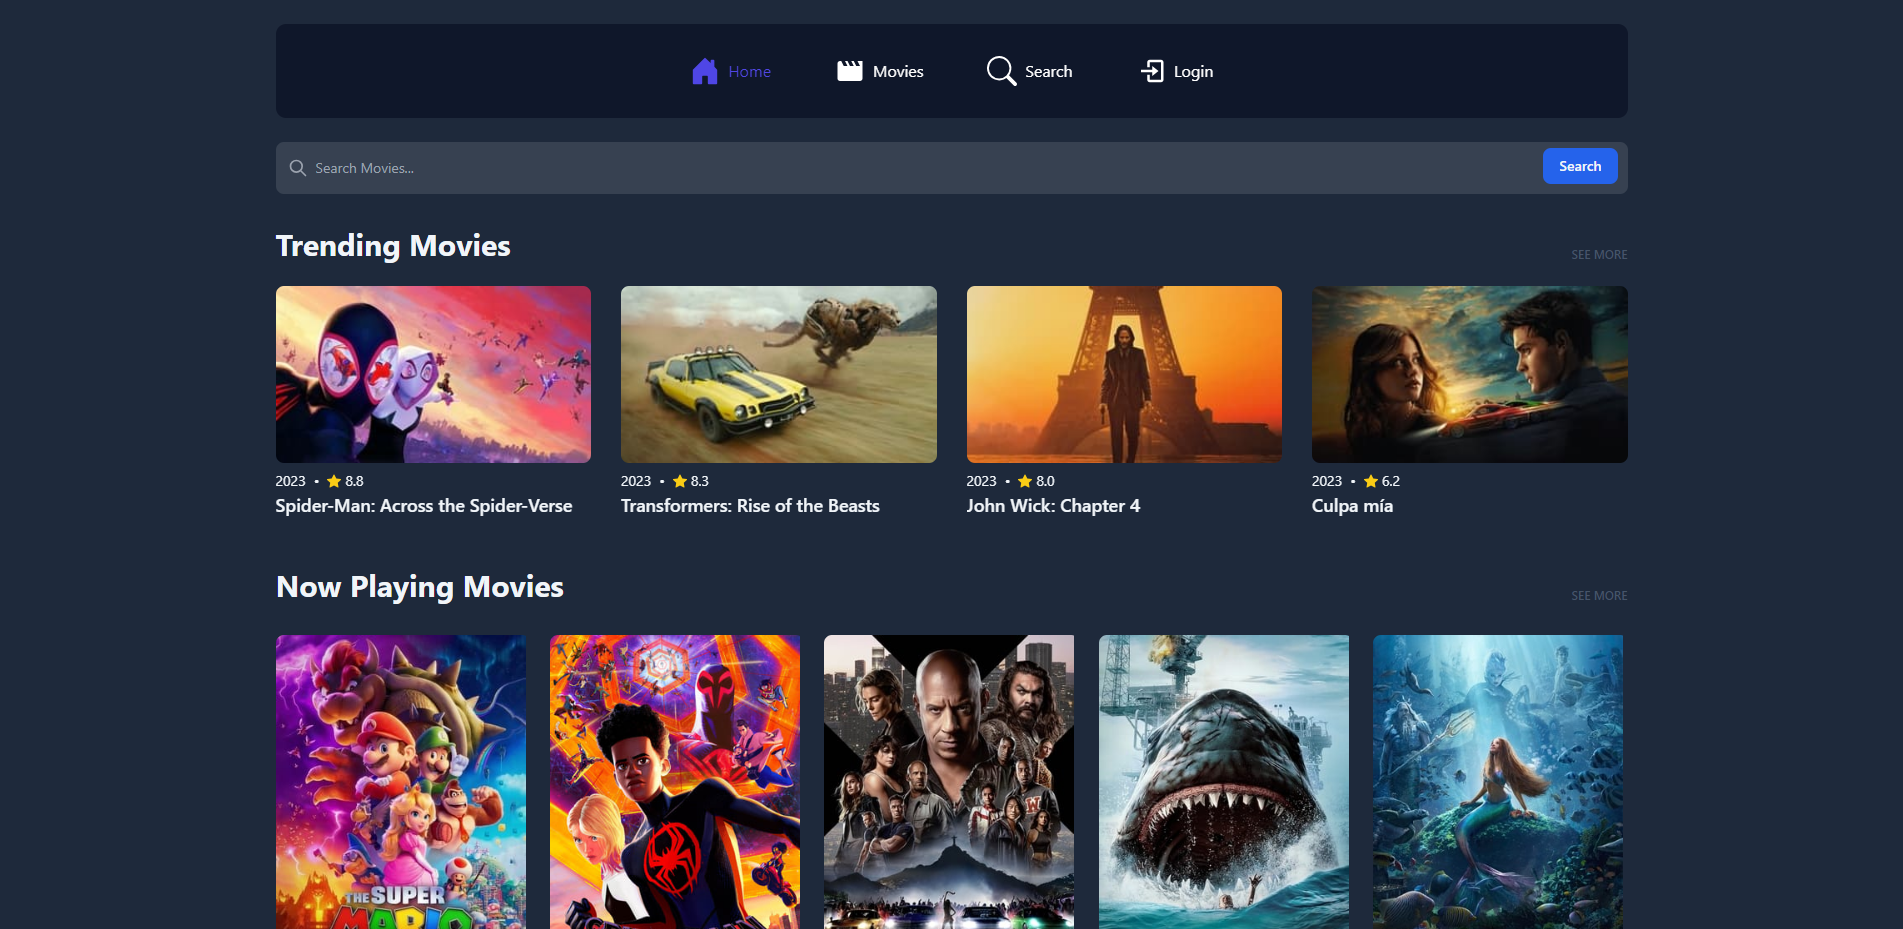 Home
Movies
Search
Login
Search Movies...
Search
Trending Movies
SEE MORE
2023 • 8.8
Spider-Man: Across the Spider-Verse
2023 • 8.3
Transformers: Rise of the Beasts
2023 • 8.0
John Wick: Chapter 4
2023 • 6.2
Culpa mía
Now Playing Movies
SEE MORE
THE SUPER
MARIO